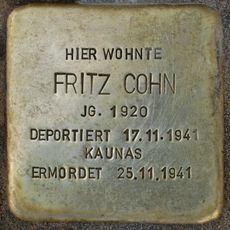 HIER WOHNTE
FRITZ COHN
JG. 1920
DEPORTIERT 17.11.1941
KAUNAS
ERMORDET 25.11.1941